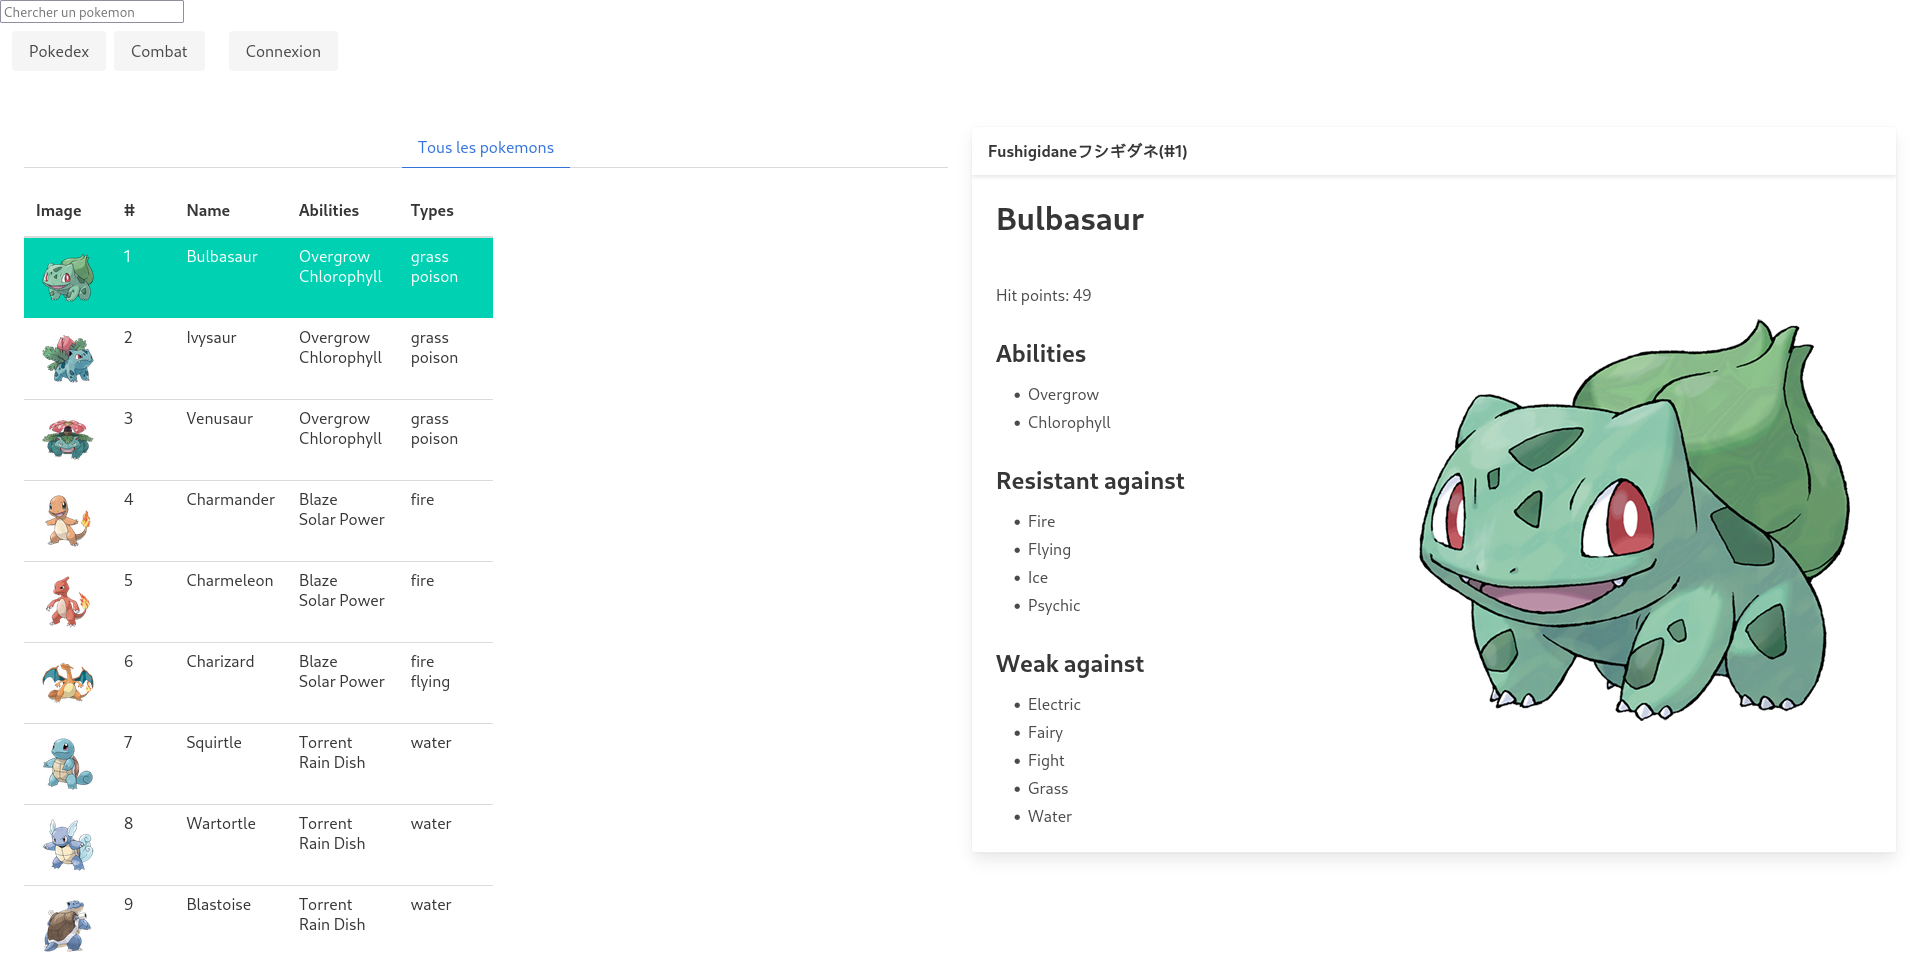 Chercher un pokemon
Pokedex Combat Connexion
Tous les pokemons
Image # Name Abilities Types
1 Bulbasaur Overgrow grass
Chlorophyll poison
2 Ivysaur Overgrow grass
Chlorophyll poison
3 Venusaur Overgrow grass
Chlorophyll poison
4 Charmander Blaze fire
Solar Power
5 Charmeleon Blaze fire
Solar Power
6 Charizard Blaze fire
Solar Power flying
7 Squirtle Torrent water
Rain Dish
8 Wartortle Torrent water
Rain Dish
9 Blastoise Torrent water
Rain Dish
Fushigidaneフシギダネ(#1)
Bulbasaur
Hit points: 49
Abilities
• Overgrow
• Chlorophyll
Resistant against
• Fire
• Flying
• Ice
• Psychic
Weak against
• Electric
• Fairy
• Fight
• Grass
• Water